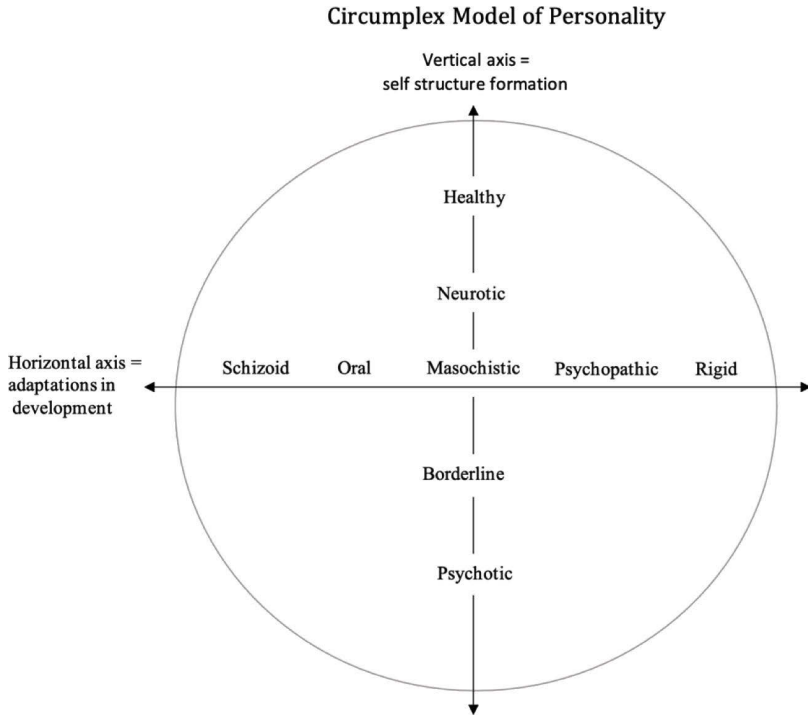 Circumplex Model of Personality
Vertical axis =
self structure formation
Healthy
Neurotic
Horizontal axis =
adaptations in
development
Schizoid Oral Masochistic Psychopathic Rigid
Borderline
Psychotic